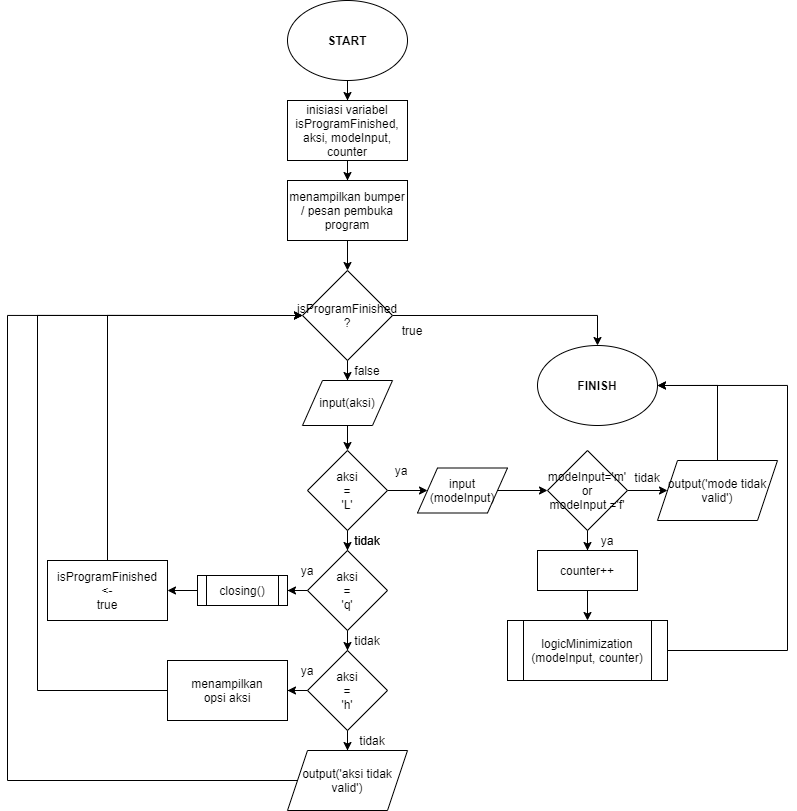 START
inisiasi variabel
isProgramFinished,
aksi, modeInput,
counter
menampilkan bumper
/ pesan pembuka
program
isProgramFinished
?
true
false
FINISH
input(aksi)
aksi
=
'L'
ya
input
(modeInput)
modeInput='m'
or
modeInput ='f'
tidak
output('mode tidak
valid')
tidak
ya
counter++
logicMinimization
(modeInput, counter)
aksi
=
'q'
ya
closing()
isProgramFinished
<-
true
tidak
aksi
=
'h'
ya
menampilkan
opsi aksi
tidak
output('aksi tidak
valid')